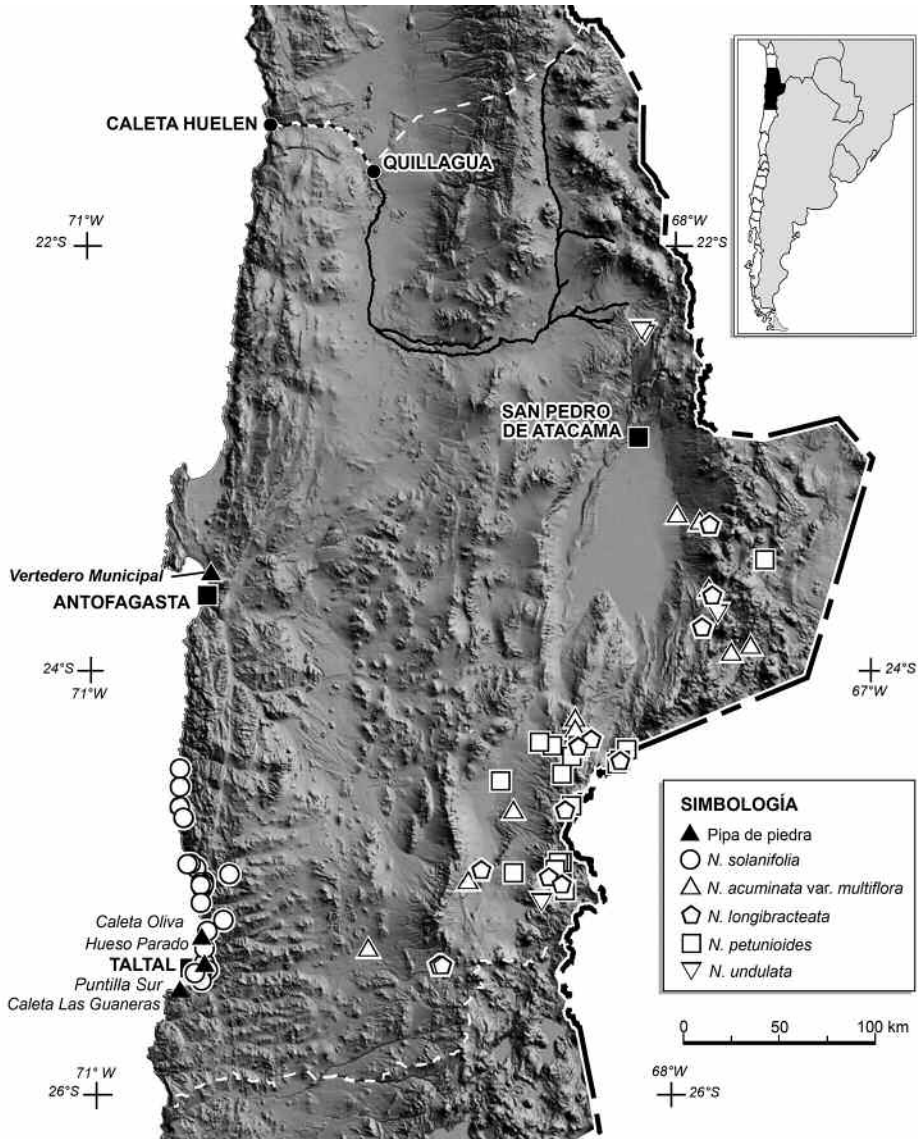 CALETA HUELEN
QUILLAGUA
71°W
22°S
68°W
22°S
SAN PEDRO
DE ATACAMA
Vertedero Municipal
ANTOFAGASTA
24°S
71°W
24°S
67°W
Caleta Oliva
Hueso Parado
TALTAL
Puntilla Sur
Caleta Las Guaneras
SIMBOLOGÍA
Pipa de piedra
N. solanifolia
N. acuminata var. multiflora
N. longibracteata
N. petunioides
N. undulata
0 50 100 km
71°W
26°S
68°W
26°S